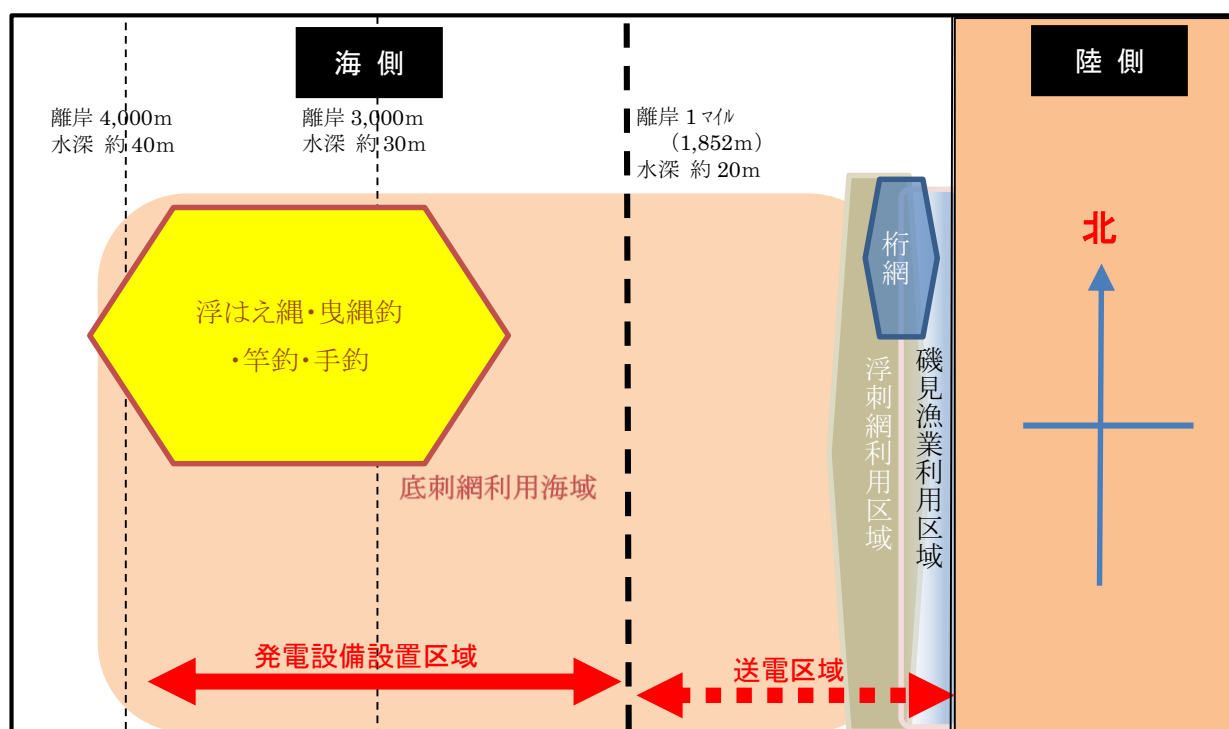 海 側
陸 側
離岸 4,000m
水深 約 40m
離岸 3,000m
水深 約 30m
離岸 1 マイル
(1,852m)
水深 約 20m
北
桁網
浮はえ縄・曳縄釣
・竿釣・手釣
浮刺網利用区域
磯見漁業利用区域
底刺網利用海域
発電設備設置区域
送電区域